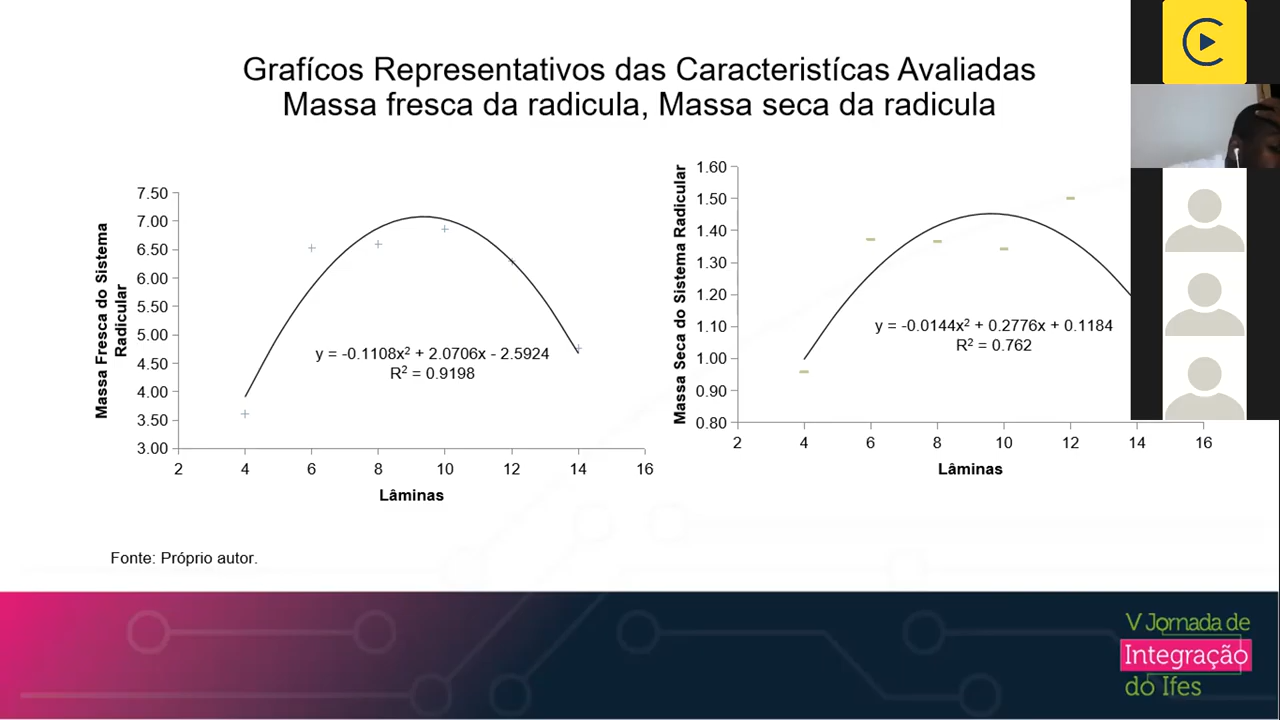 Grafícos Representativos das Caracteristícas Avaliadas
Massa fresca da radicula, Massa seca da radicula
Massa Fresca do Sistema
Radicular
7.50
7.00
6.50
6.00
5.50
5.00
4.50
4.00
3.50
3.00
y = -0.1108x² + 2.0706x - 2.5924
R² = 0.9198
2 4 6 8 10 12 14 16
Lâminas
Massa Seca do Sistema Radicular
1.60
1.50
1.40
1.30
1.20
1.10
1.00
0.90
0.80
y = -0.0144x² + 0.2776x + 0.1184
R² = 0.762
2 4 6 8 10 12 14 16
Lâminas
Fonte: Próprio autor.
V Jornada de
Integração
do Ifes